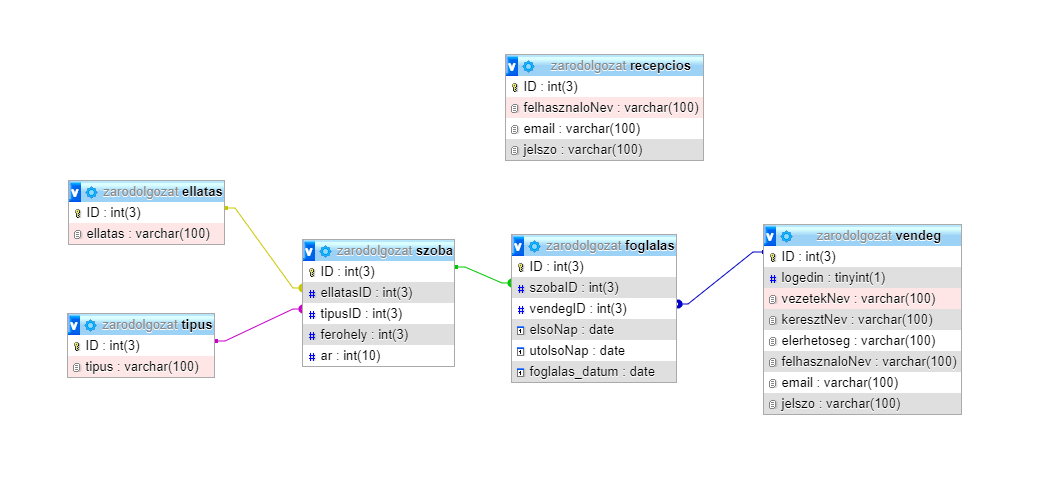 zarodolgozat recepcios
ID : int(3)
felhasznaloNev : varchar(100)
email : varchar(100)
jelszo : varchar(100)
zarodolgozat ellatas
ID : int(3)
ellatas : varchar(100)
zarodolgozat tipus
ID : int(3)
tipus : varchar(100)
zarodolgozat szoba
ID : int(3)
ellatasID : int(3)
tipusID : int(3)
ferohely : int(3)
ar : int(10)
zarodolgozat foglalas
ID : int(3)
szobaID : int(3)
vendegID : int(3)
elsoNap : date
utolsoNap : date
foglalas_datum : date
zarodolgozat vendeg
ID : int(3)
logedin : tinyint(1)
vezetekNev : varchar(100)
keresztNev : varchar(100)
elerhetoseg : varchar(100)
felhasznaloNev : varchar(100)
email : varchar(100)
jelszo : varchar(100)